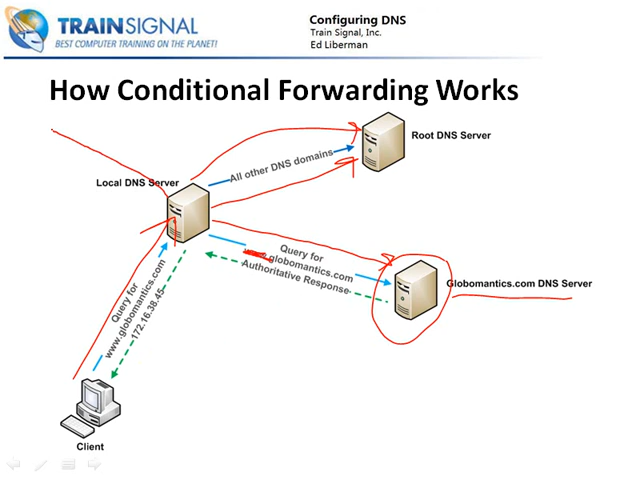 TRAINSIGNAL
BEST COMPUTER TRAINING ON THE PLANET!
Configuring DNS
Train Signal, Inc.
Ed Liberman
How Conditional Forwarding Works
Root DNS Server
All other DNS domains
Local DNS Server
Query for
globomantics.com
Authoritative Response
Globomantics.com DNS Server
Query for
www.globomantics.com
172.16.38.45
Client